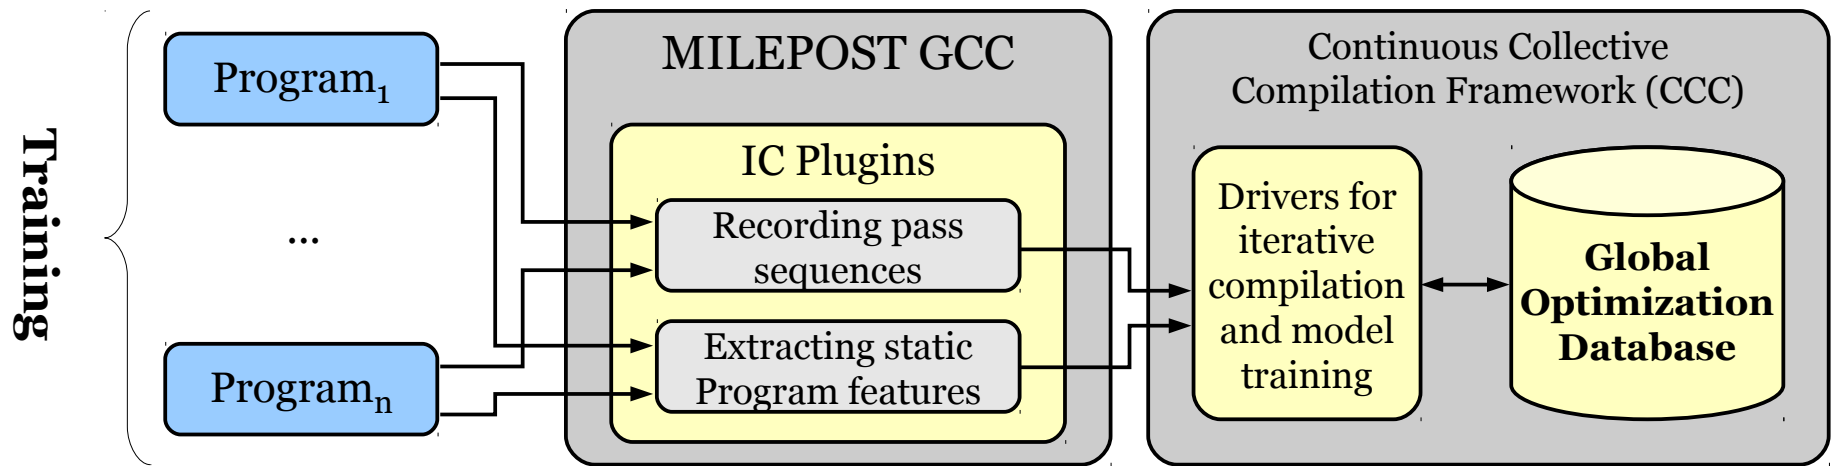 Training
Program1
...
Programn
MILEPOST GCC
IC Plugins
Recording pass
sequences
Extracting static
Program features
Continuous Collective
Compilation Framework (CCC)
Drivers for
iterative
compilation
and model
training
Global
Optimization
Database